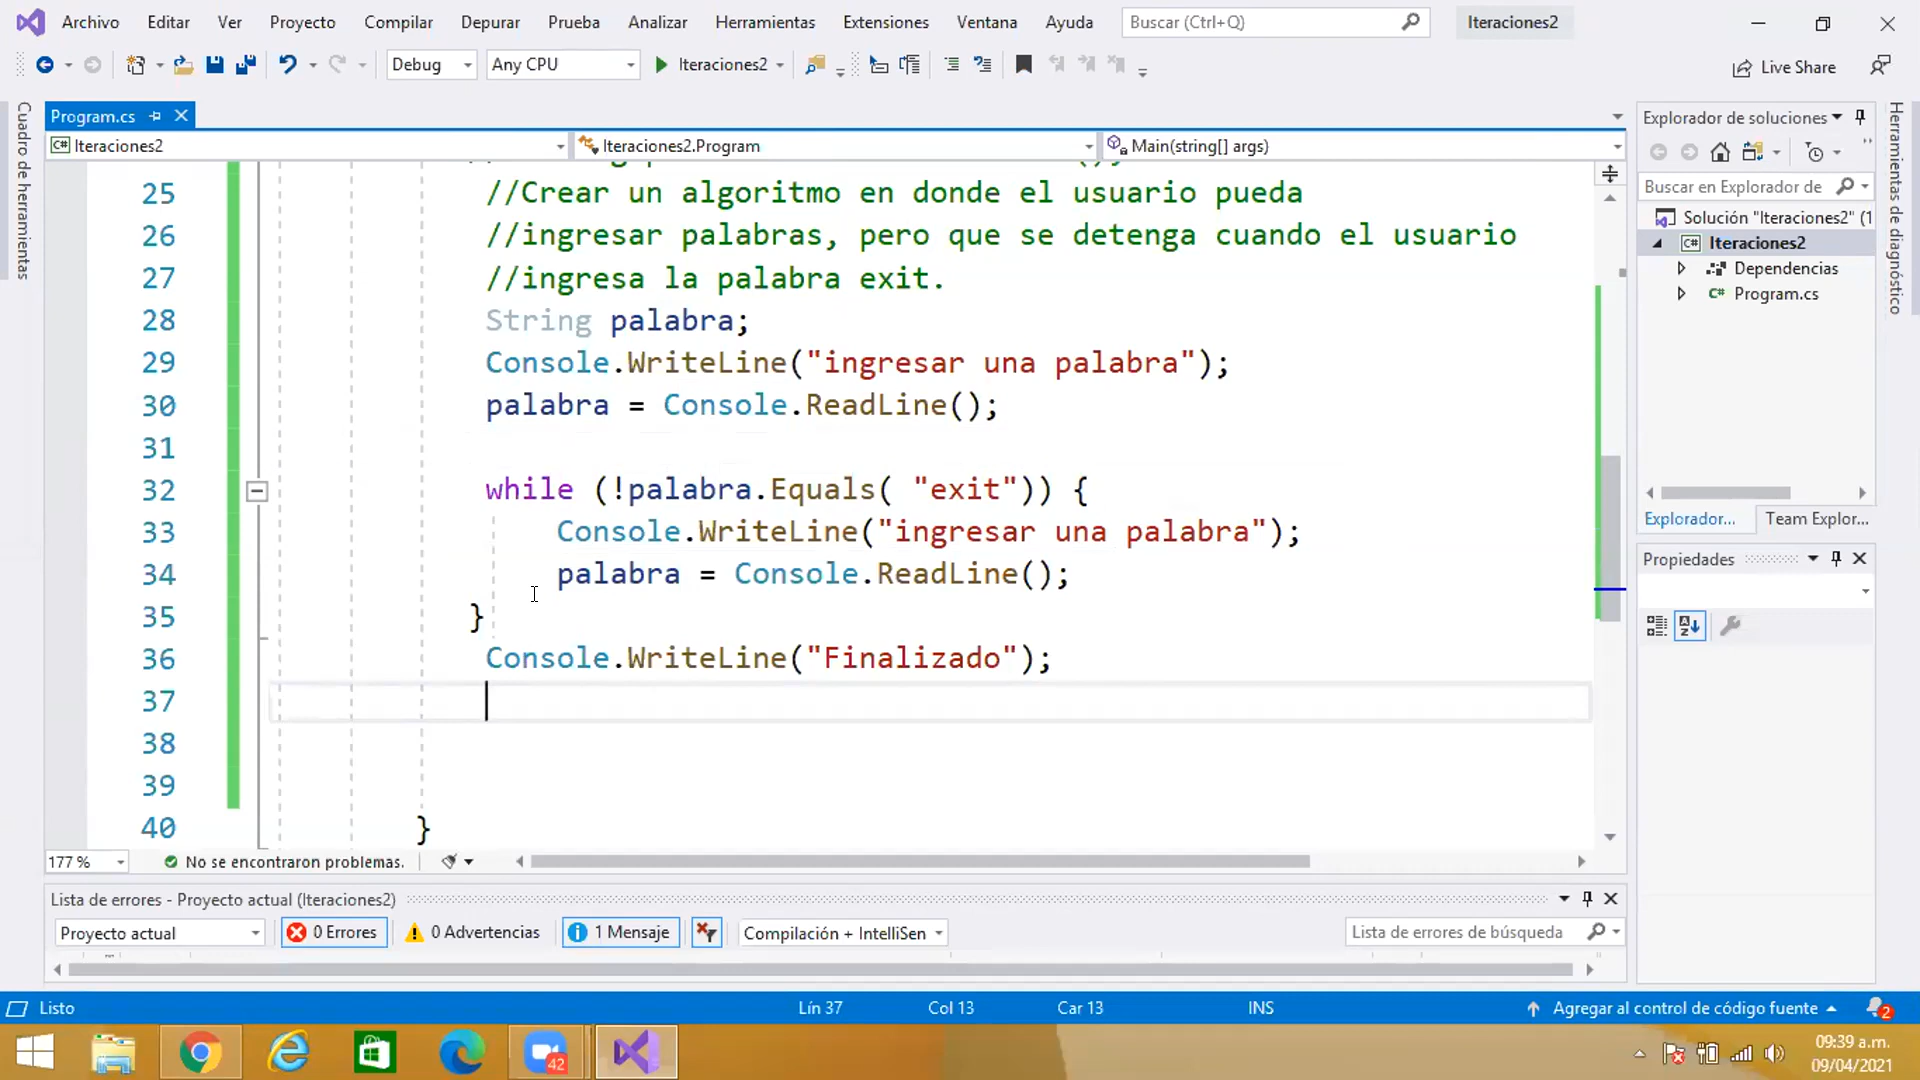 Archivo Editar Ver Proyecto Compilar Depurar Prueba Analizar Herramientas Extensiones Ventana Ayuda Buscar (Ctrl+Q) Iteraciones2
Debug Any CPU Iteraciones2 Live Share
Cuadro de herramientas
Program.cs
Iteraciones2 Iteraciones2.Program Main(string[] args)
25 //Crear un algoritmo en donde el usuario pueda
26 //ingresar palabras, pero que se detenga cuando el usuario
27 //ingresa la palabra exit.
28 String palabra;
29 Console.WriteLine("ingresar una palabra");
30 palabra = Console.ReadLine();
31
32 while (!palabra.Equals( "exit")) {
33 Console.WriteLine("ingresar una palabra");
34 palabra = Console.ReadLine();
35 }
36 Console.WriteLine("Finalizado");
37
38
39
40 }
177 % No se encontraron problemas.
Lista de errores - Proyecto actual (Iteraciones2)
Proyecto actual 0 Errores 0 Advertencias 1 Mensaje Compilación + IntelliSen Lista de errores de búsqueda
Explorador de soluciones
Buscar en Explorador de
Solución "Iteraciones2" (1
C# Iteraciones2
Dependencias
C# Program.cs
Explorador... Team Explor...
Propiedades
Herramientas de diagnóstico
Listo Lín 37 Col 13 Car 13 INS Agregar al control de código fuente 2
42
09:39 a.m.
09/04/2021